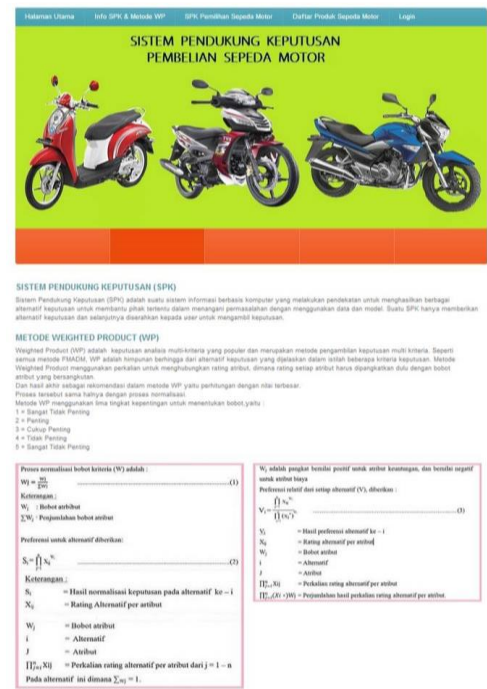 Halaman Utama Info SPK & Metode WP SPK Pemilihan Sepeda Motor Daftar Produk Sepeda Motor Login
SISTEM PENDUKUNG KEPUTUSAN
PEMBELIAN SEPEDA MOTOR
SISTEM PENDUKUNG KEPUTUSAN (SPK)
Sistem Pendukung Keputusan (SPK) adalah suatu sistem informasi berbasis komputer yang melakukan pendekatan untuk menghasilkan berbagai
alternatif keputusan untuk membantu pihak tertentu dalam menangani permasalahan dengan menggunakan data dan model. Suatu SPK hanya memberikan
alternatif keputusan dan selanjutnya diserahkan kepada user untuk mengambil keputusan.
METODE WEIGHTED PRODUCT (WP)
Weighted Product (WP) adalah keputusan analisis multi-kriteria yang populer dan merupakan metode pengambilan keputusan multi kriteria. Seperti
semua metode FMADM, WP adalah himpunan berhingga dari alternatif keputusan yang dijelaskan dalam istilah beberapa kriteria keputusan. Metode
Weighted Product menggunakan perkalian untuk menghubungkan rating atribut, dimana rating setiap atribut harus dipangkatkan dulu dengan bobot
atribut yang bersangkutan.
Dan hasil akhir sebagai rekomendasi dalam metode WP yaitu perhitungan dengan nilai terbesar.
Proses tersebut sama halnya dengan proses normalisasi.
Metode WP menggunakan lima tingkat kepentingan untuk menentukan bobot yaitu :
1 = Sangat Tidak Penting
2 = Penting
3 = Cukup Penting
4 = Tidak Penting
5 = Sangat Tidak Penting
Proses normalisasi bobot kriteria (W) adalah :
Wj = Wj / ΣWj ...(1)
Keterangan :
Wj : Bobot atribut
ΣWj : Penjumlahan bobot atribut
Preferensi untuk alternatif diberikan:
Keterangan :
Si = Hasil normalisasi keputusan pada alternatif ke – i
Xij = Rating Alternatif per artibut
Wj = Bobot atribut
i = Alternatif
J = Atribut
= Perkalian rating alternatif per atribut dari j = 1 – n
Pada alternatif ini dimana Σwj = 1.
Wj adalah pangkat bernilai positif untuk atribut keuntungan, dan bernilai negatif
untuk atribut biaya
Preferensi relatif dari setiap alternatif (V), diberikan :
Vi = Hasil preferensi alternatif ke – i
Xij = Rating alternatif per atribut
Wj = Bobot atribut
i = Alternatif
J = Atribut
= Perkalian rating alternatif per atribut
= Penjumlahan hasil perkalian rating alternatif per atribut